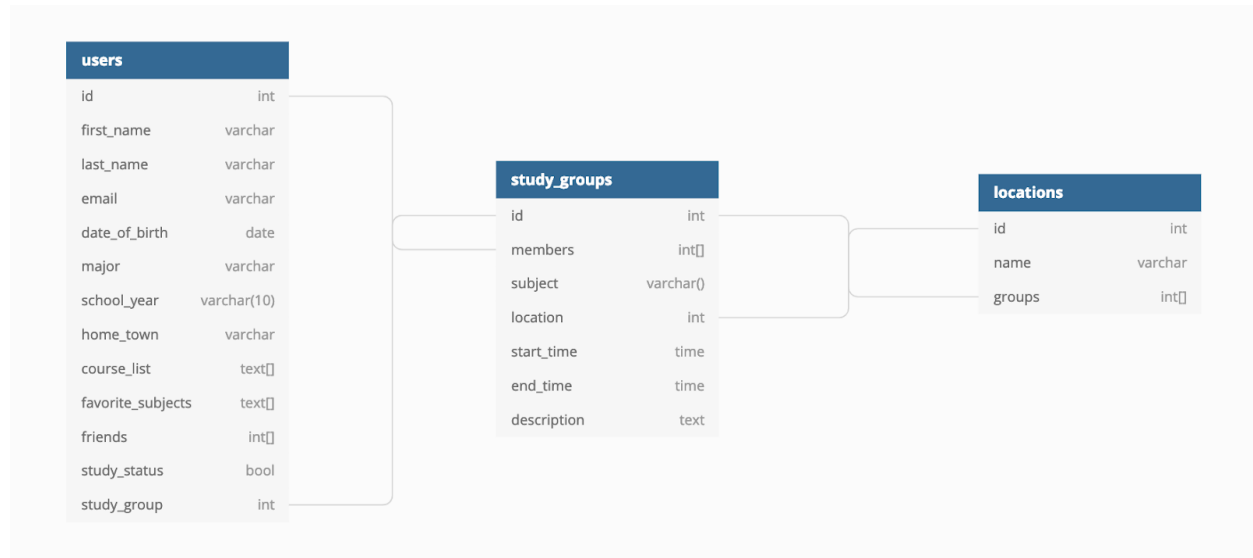 users
id int
first_name varchar
last_name varchar
email varchar
date_of_birth date
major varchar
school_year varchar(10)
home_town varchar
course_list text[]
favorite_subjects text[]
friends int[]
study_status bool
study_group int
study_groups
id int
members int[]
subject varchar()
location int
start_time time
end_time time
description text
locations
id int
name varchar
groups int[]